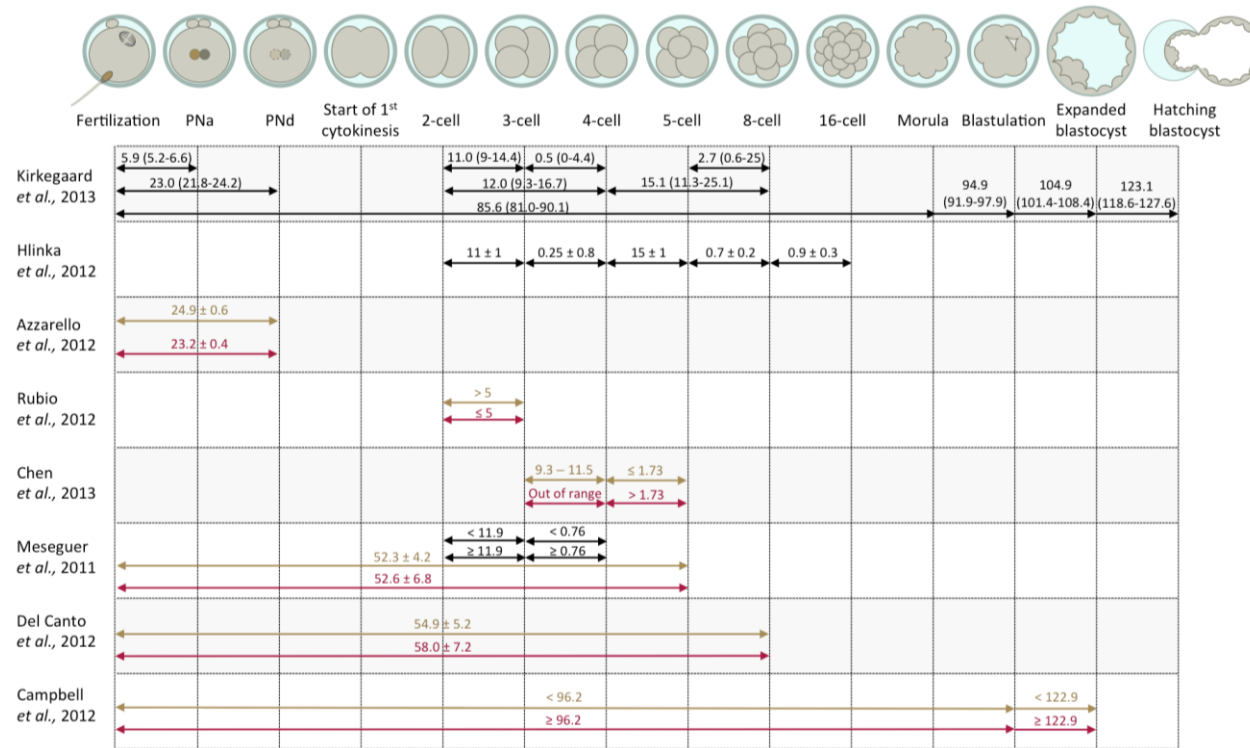 Fertilization PNa PNd Start of 1st cytokinesis 2-cell 3-cell 4-cell 5-cell 8-cell 16-cell Morula Blastulation Expanded blastocyst Hatching blastocyst
Kirkegaard
et al., 2013
5.9 (5.2-6.6) 11.0 (9-14.4) 0.5 (0-4.4) 2.7 (0.6-25)
23.0 (21.8-24.2) 12.0 (9.3-16.7) 15.1 (11.3-25.1)
85.6 (81.0-90.1)
94.9 104.9 123.1
(91.9-97.9) (101.4-108.4) (118.6-127.6)
Hlinka
et al., 2012
11 ± 1 0.25 ± 0.8 15 ± 1 0.7 ± 0.2 0.9 ± 0.3
Azzarello
et al., 2012
24.9 ± 0.6
23.2 ± 0.4
Rubio
et al., 2012
> 5
≤ 5
Chen
et al., 2013
9.3 – 11.5 ≤ 1.73
Out of range > 1.73
Meseguer
et al., 2011
< 11.9 < 0.76
≥ 11.9 ≥ 0.76
52.3 ± 4.2
52.6 ± 6.8
Del Canto
et al., 2012
54.9 ± 5.2
58.0 ± 7.2
Campbell
et al., 2012
< 96.2 < 122.9
≥ 96.2 ≥ 122.9